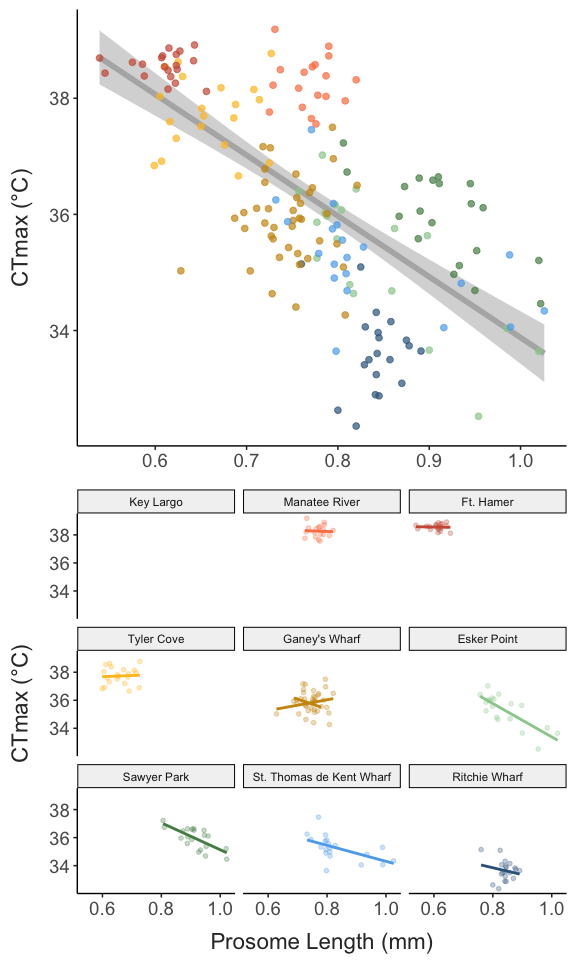 CTmax (°C)
38
36
34
0.6 0.7 0.8 0.9 1.0
Key Largo Manatee River Ft. Hamer
38
36
34
CTmax (°C)
Tyler Cove Ganey's Wharf Esker Point
38
36
34
Sawyer Park St. Thomas de Kent Wharf Ritchie Wharf
38
36
34
0.6 0.8 1.0 0.6 0.8 1.0 0.6 0.8 1.0
Prosome Length (mm)